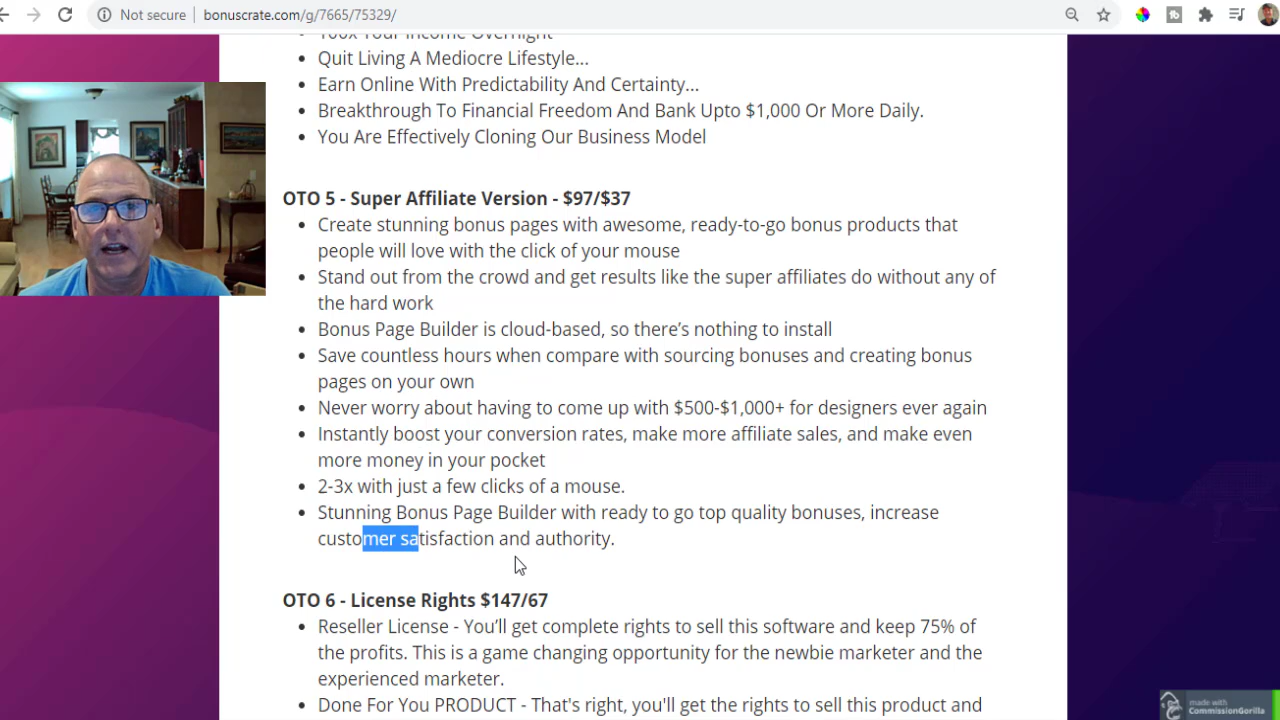 Not secure
bonuscrate.com/g/7665/75329/
100x Your Income Overnight
Quit Living A Mediocre Lifestyle...
Earn Online With Predictability And Certainty...
Breakthrough To Financial Freedom And Bank Upto $1,000 Or More Daily.
You Are Effectively Cloning Our Business Model
OTO 5 - Super Affiliate Version - $97/$37
Create stunning bonus pages with awesome, ready-to-go bonus products that
people will love with the click of your mouse
Stand out from the crowd and get results like the super affiliates do without any of
the hard work
Bonus Page Builder is cloud-based, so there’s nothing to install
Save countless hours when compare with sourcing bonuses and creating bonus
pages on your own
Never worry about having to come up with $500-$1,000+ for designers ever again
Instantly boost your conversion rates, make more affiliate sales, and make even
more money in your pocket
2-3x with just a few clicks of a mouse.
Stunning Bonus Page Builder with ready to go top quality bonuses, increase
customer satisfaction and authority.
OTO 6 - License Rights $147/67
Reseller License - You’ll get complete rights to sell this software and keep 75% of
the profits. This is a game changing opportunity for the newbie marketer and the
experienced marketer.
Done For You PRODUCT - That's right, you'll get the rights to sell this product and
made with
CommissionGorilla